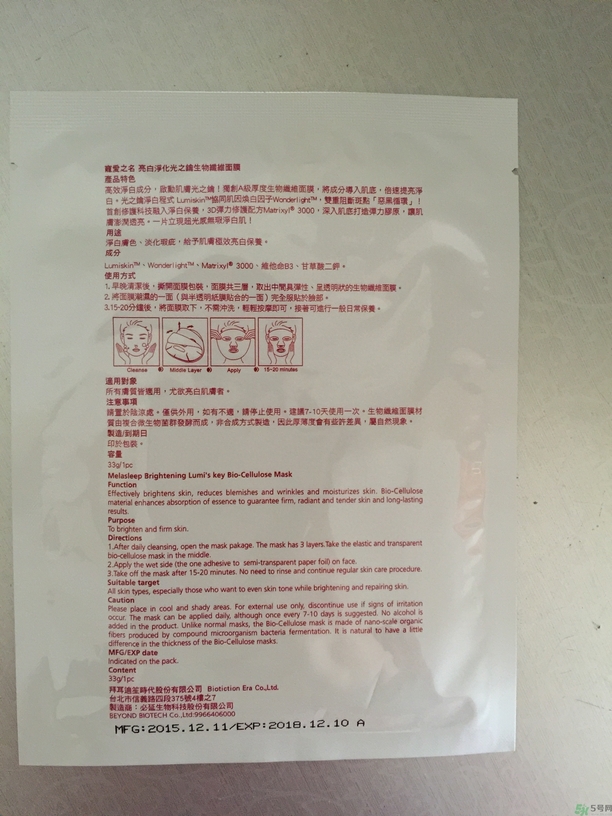 寵愛之名 亮白淨化光之鑰生物纖維面膜
產品特色
高效淨白成分，啟動肌膚光之鑰！獨創A級厚度生物纖維面膜，將成分導入肌底，倍速提亮淨
白。光之鑰淨白程式 Lumiskin™協同肌因煥白因子Wonderlight™，雙重阻斷斑點「惡黑循環」！
首創修護科技融入淨白保養，3D彈力修護配方Matrixyl® 3000，深入肌底打造彈力膠原，讓肌
膚膨潤透亮。一片立現超光感無瑕淨白肌！
用途
淨白膚色、淡化瑕疵，給予肌膚極效亮白保養。
成分
Lumiskin™、Wonderlight™、Matrixyl® 3000、維他命B3、甘草酸二鉀。
使用方式
1.早晚清潔後，撕開面膜包裝，面膜共三層，取出中間具彈性、呈透明狀的生物纖維面膜。
2.將面膜潮濕的一面（與半透明紙膜貼合的一面）完全服貼於臉部。
3.15-20分鐘後，將面膜取下，不需沖洗，輕輕按摩即可，接著可進行一般日常保養。
Cleanse Middle Layer Apply 15~20 minutes
適用對象
所有膚質皆適用，尤欲亮白肌膚者。
注意事項
請置於陰涼處。僅供外用，如有不適，請停止使用。建議7-10天使用一次。生物纖維面膜材
質由複合微生物菌群發酵而成，非合成方式製造，因此厚薄度會有些許差異，屬自然現象。
製造/到期日
印於包裝。
容量
33g/1pc
Melasleep Brightening Lumi's key Bio-Cellulose Mask
Function
Effectively brightens skin, reduces blemishes and wrinkles and moisturizes skin. Bio-Cellulose
material enhances absorption of essence to guarantee firm, radiant and tender skin and long-lasting
results.
Purpose
To brighten and firm skin.
Directions
1.After daily cleansing, open the mask pakage. The mask has 3 layers.Take the elastic and transparent
bio-cellulose mask in the middle.
2.Apply the wet side (the one adhesive to semi-transparent paper foil) on face.
3.Take off the mask after 15-20 minutes. No need to rinse and continue regular skin care procedure.
Suitable target
All skin types, especially those who want to even skin tone while brightening and repairing skin.
Caution
Please place in cool and shady areas. For external use only, discontinue use if signs of irritation
occur. The mask can be applied daily, although once every 7-10 days is suggested. No alcohol is
added in the product. Unlike normal masks, the Bio-Cellulose mask is made of nano-scale organic
fibers produced by compound microorganism bacteria fermentation. It is natural to have a little
difference in the thickness of the Bio-Cellulose masks.
MFG/EXP date
Indicated on the pack.
Content
33g/1pc
拜耳迪笙時代股份有限公司 Biotiction Era Co.,Ltd.
台北市信義路四段375號4樓之7
製造廠：必延生物科技股份有限公司
BEYOND BIOTECH Co.,Ltd:9966406000
MFG:2015.12.11/EXP:2018.12.10 A
5号网